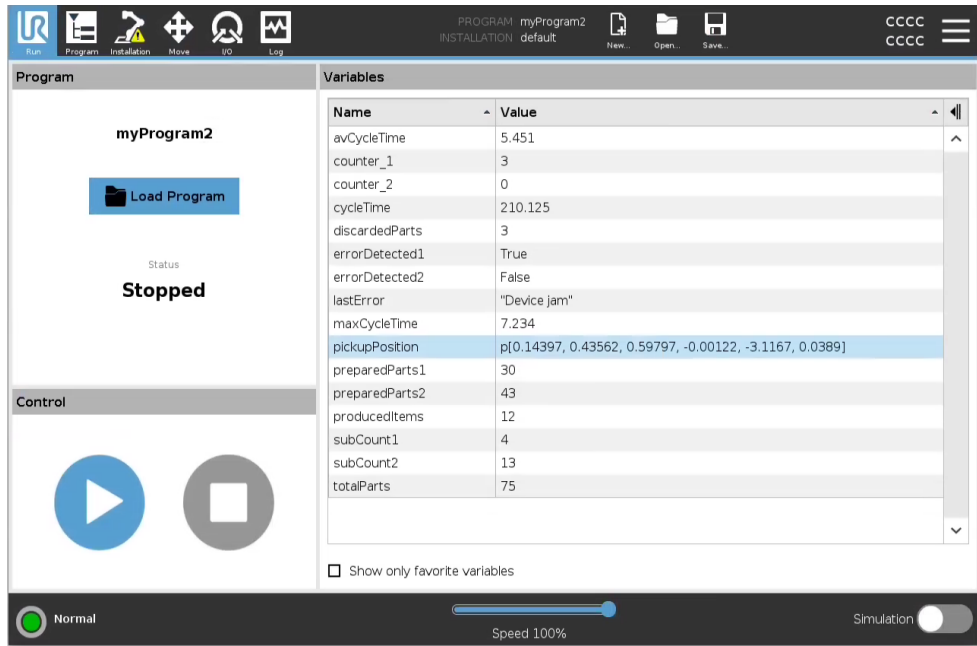 PROGRAM myProgram2
INSTALLATION default
New... Open... Save...
CCCC
CCCC
Run Program Installation Move I/O Log
Program
myProgram2
Load Program
Status
Stopped
Control
Variables
Name Value
avCycleTime 5.451
counter_1 3
counter_2 0
cycleTime 210.125
discardedParts 3
errorDetected1 True
errorDetected2 False
lastError "Device jam"
maxCycleTime 7.234
pickupPosition p[0.14397, 0.43562, 0.59797, -0.00122, -3.1167, 0.0389]
preparedParts1 30
preparedParts2 43
producedItems 12
subCount1 4
subCount2 13
totalParts 75
Show only favorite variables
Normal
Speed 100%
Simulation